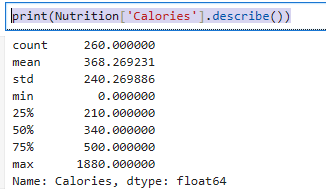 print(Nutrition['Calories'].describe())
count 260.000000
mean 368.269231
std 240.269886
min 0.000000
25% 210.000000
50% 340.000000
75% 500.000000
max 1880.000000
Name: Calories, dtype: float64